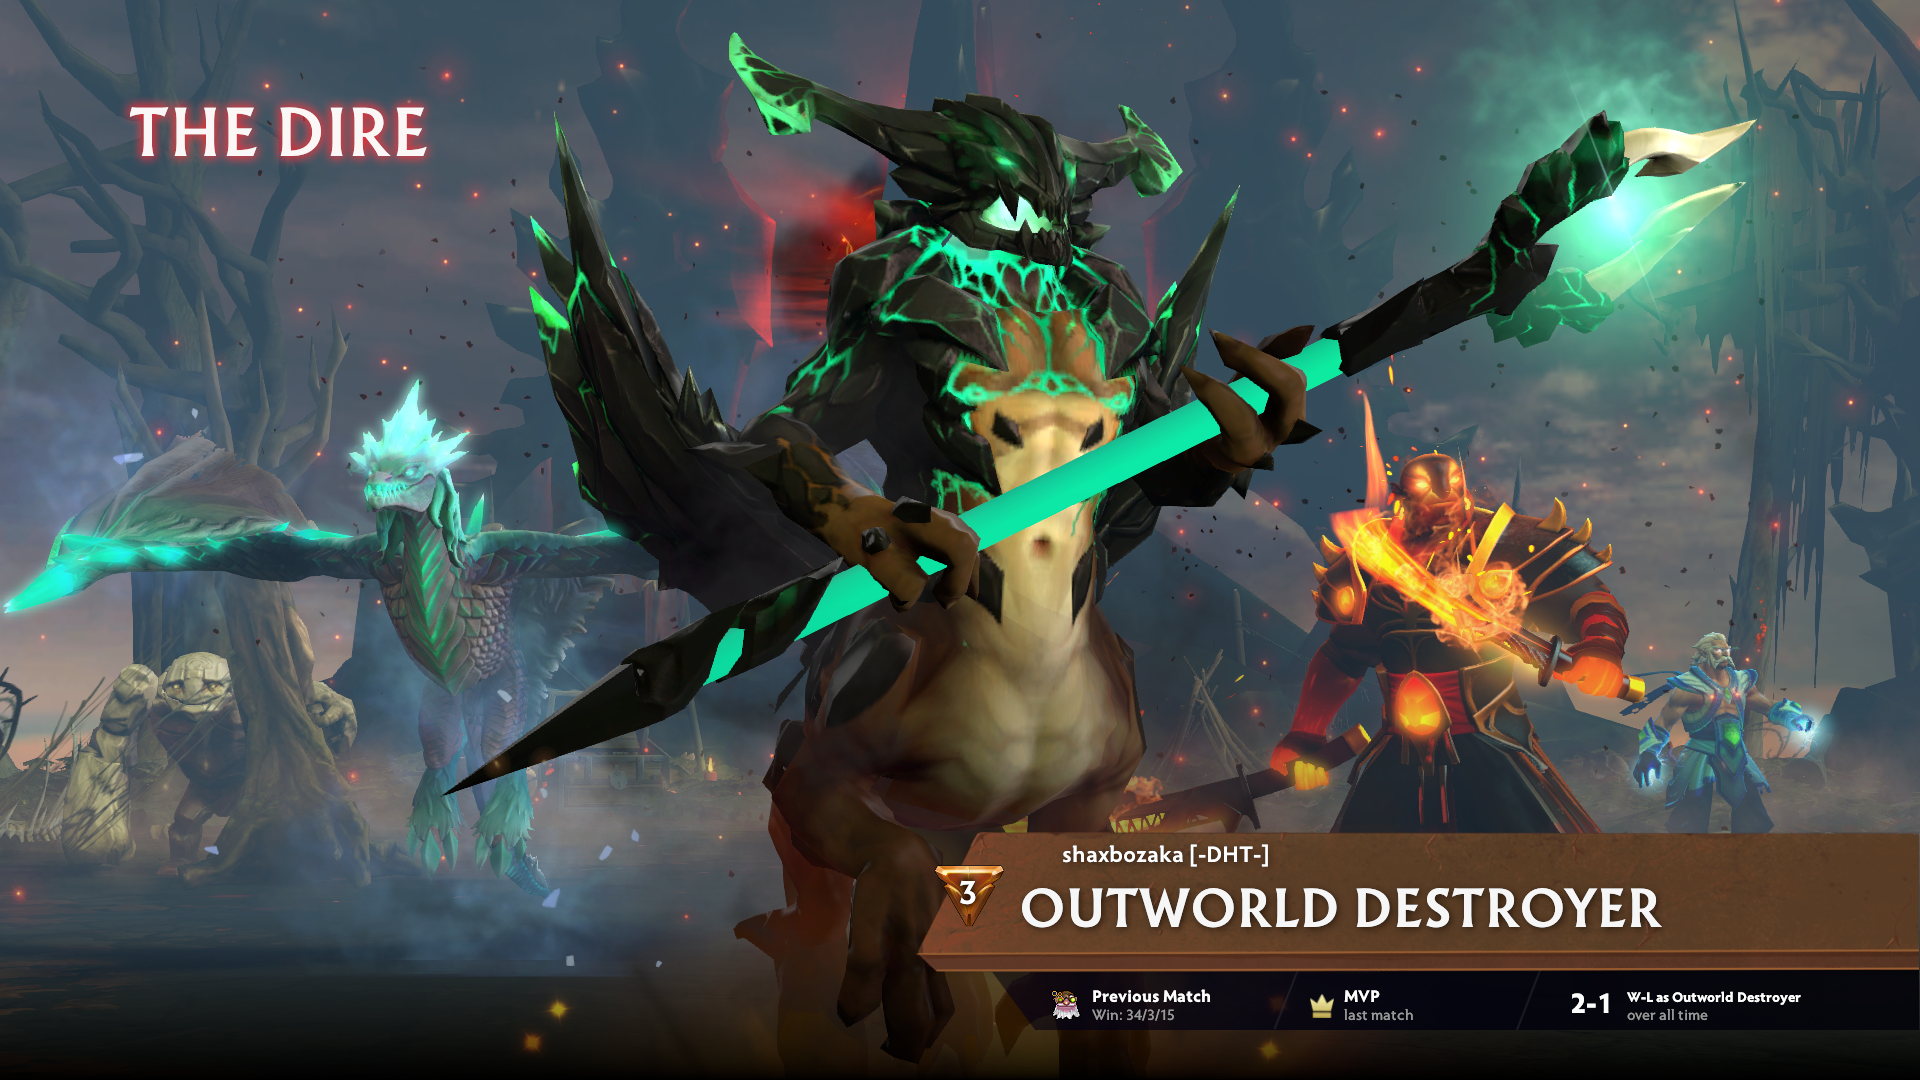 THE DIRE
shaxbozaka [-DHT-]
3
OUTWORLD DESTROYER
Previous Match
Win: 34/3/15
MVP
last match
2-1
W-L as Outworld Destroyer
over all time